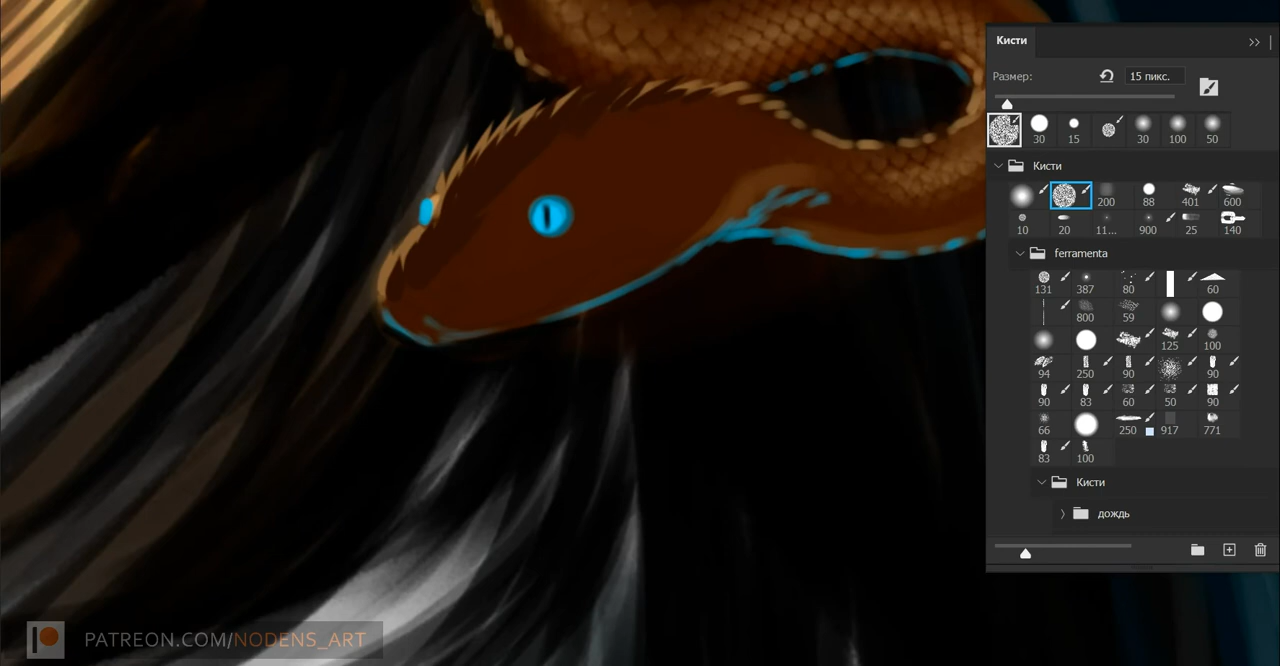 Кисти
Размер:
15 пикс.
30 15 30 100 50
Кисти
200 88 401 600
10 20 11... 900 25 140
ferramenta
131 387 80 60
800 59
125 100
94 250 90 90
90 83 60 50 90
66 250 917 771
83 100
Кисти
дождь
PATREON.COM/NODENS_ART